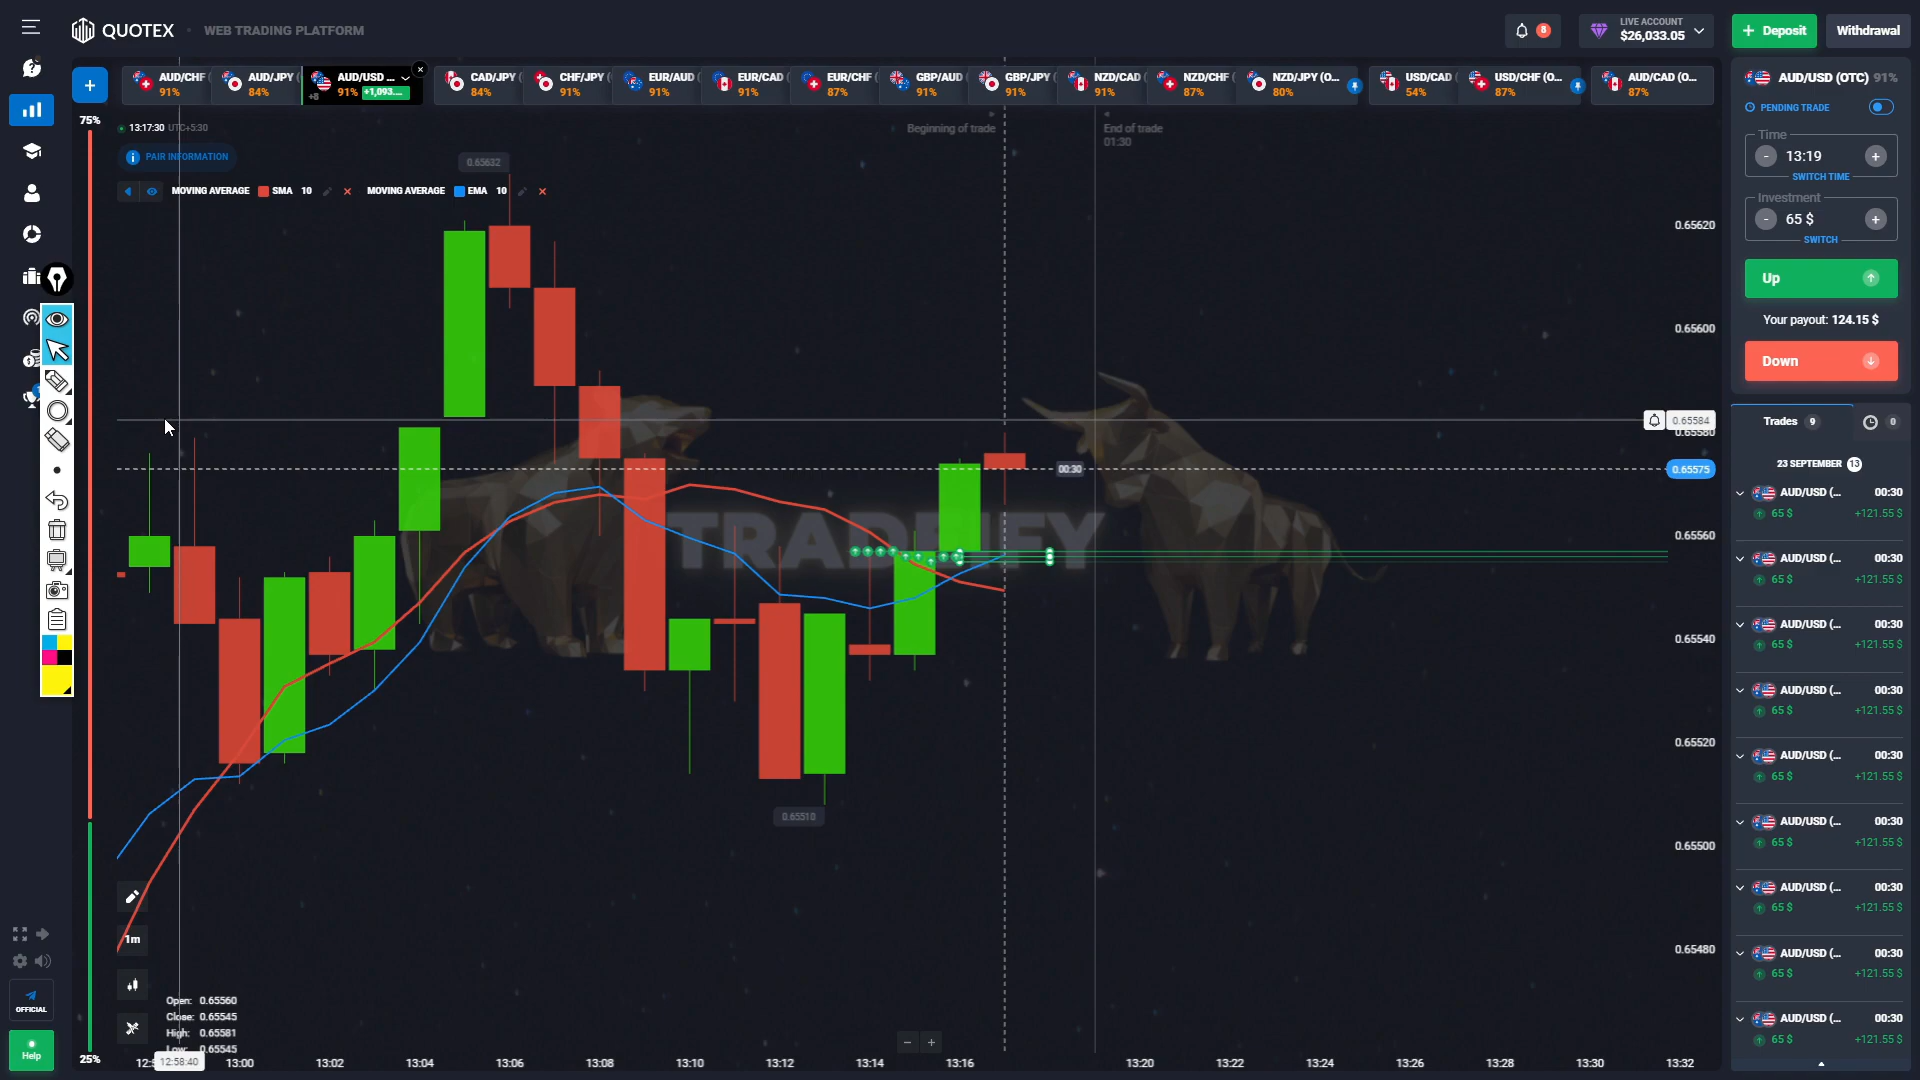 QUOTEX · WEB TRADING PLATFORM
8
LIVE ACCOUNT
$26,033.05
+ Deposit
Withdrawal
+
AUD/CHF (
91%
AUD/JPY (
84%
AUD/USD ...
+8
91%
+1,093....
CAD/JPY (
84%
CHF/JPY (
91%
EUR/AUD (
91%
EUR/CAD (
91%
EUR/CHF (
87%
GBP/AUD
91%
GBP/JPY (
91%
NZD/CAD (
91%
NZD/CHF (
87%
NZD/JPY (O...
80%
USD/CAD (
54%
USD/CHF (O...
87%
AUD/CAD (O...
87%
75%
13:17:30 UTC+5:30
PAIR INFORMATION
MOVING AVERAGE SMA 10 MOVING AVERAGE EMA 10
Beginning of trade
End of trade
01:30
0.65632
0.65620
0.65600
0.65584
0.65580
00:30
0.65575
TRADEIFY
0.65560
0.65540
0.65520
0.65510
0.65500
0.65480
1m
Open: 0.65560
Close: 0.65545
High: 0.65581
Low: 0.65545
25%
12:58:40
13:00
13:02
13:04
13:06
13:08
13:10
13:12
13:14
13:16
13:20
13:22
13:24
13:26
13:28
13:30
13:32
OFFICIAL
Help
AUD/USD (OTC) 91%
PENDING TRADE
Time
- 13:19 +
SWITCH TIME
Investment
- 65 $ +
SWITCH
Up
Your payout: 124.15 $
Down
Trades 9
0
23 SEPTEMBER 13
AUD/USD (... 00:30
65 $ +121.55 $
AUD/USD (... 00:30
65 $ +121.55 $
AUD/USD (... 00:30
65 $ +121.55 $
AUD/USD (... 00:30
65 $ +121.55 $
AUD/USD (... 00:30
65 $ +121.55 $
AUD/USD (... 00:30
65 $ +121.55 $
AUD/USD (... 00:30
65 $ +121.55 $
AUD/USD (... 00:30
65 $ +121.55 $
AUD/USD (... 00:30
65 $ +121.55 $